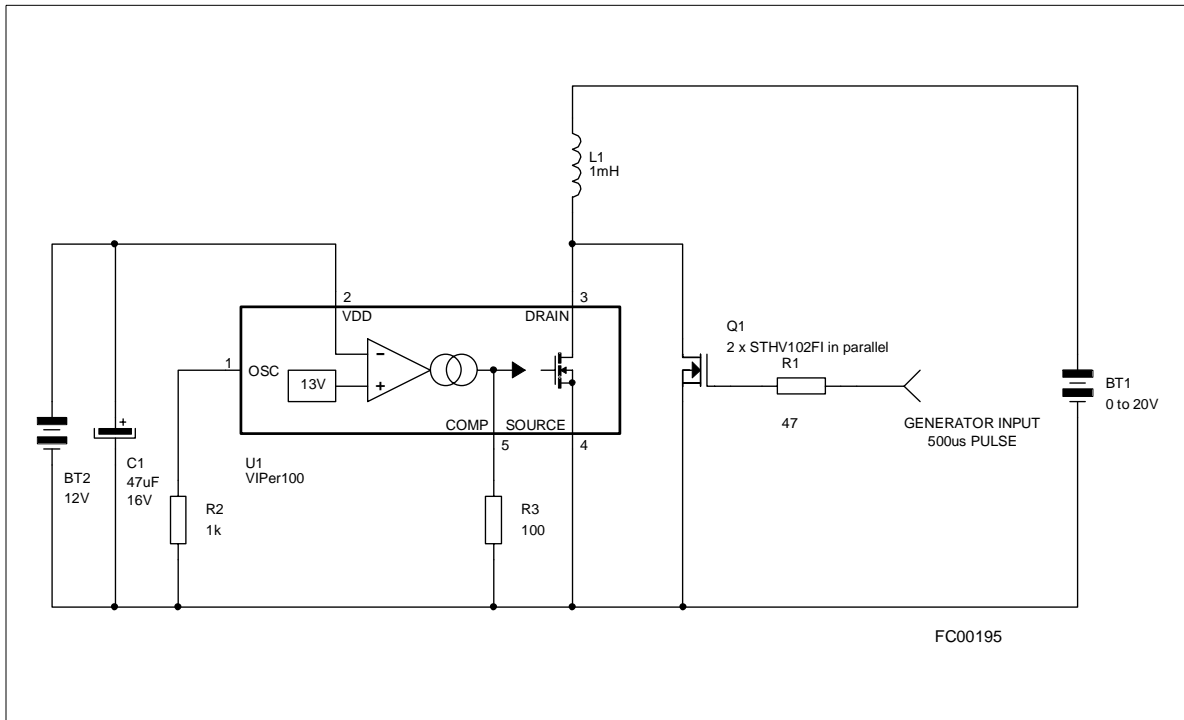 L1
1mH
2
3
VDD
DRAIN
1
OSC
13V
-
+
COMP
SOURCE
5
4
U1
VIPer100
Q1
2 x STHV102FI in parallel
R1
47
GENERATOR INPUT
500us PULSE
BT1
0 to 20V
BT2
12V
+
C1
47uF
16V
R2
1k
R3
100
FC00195